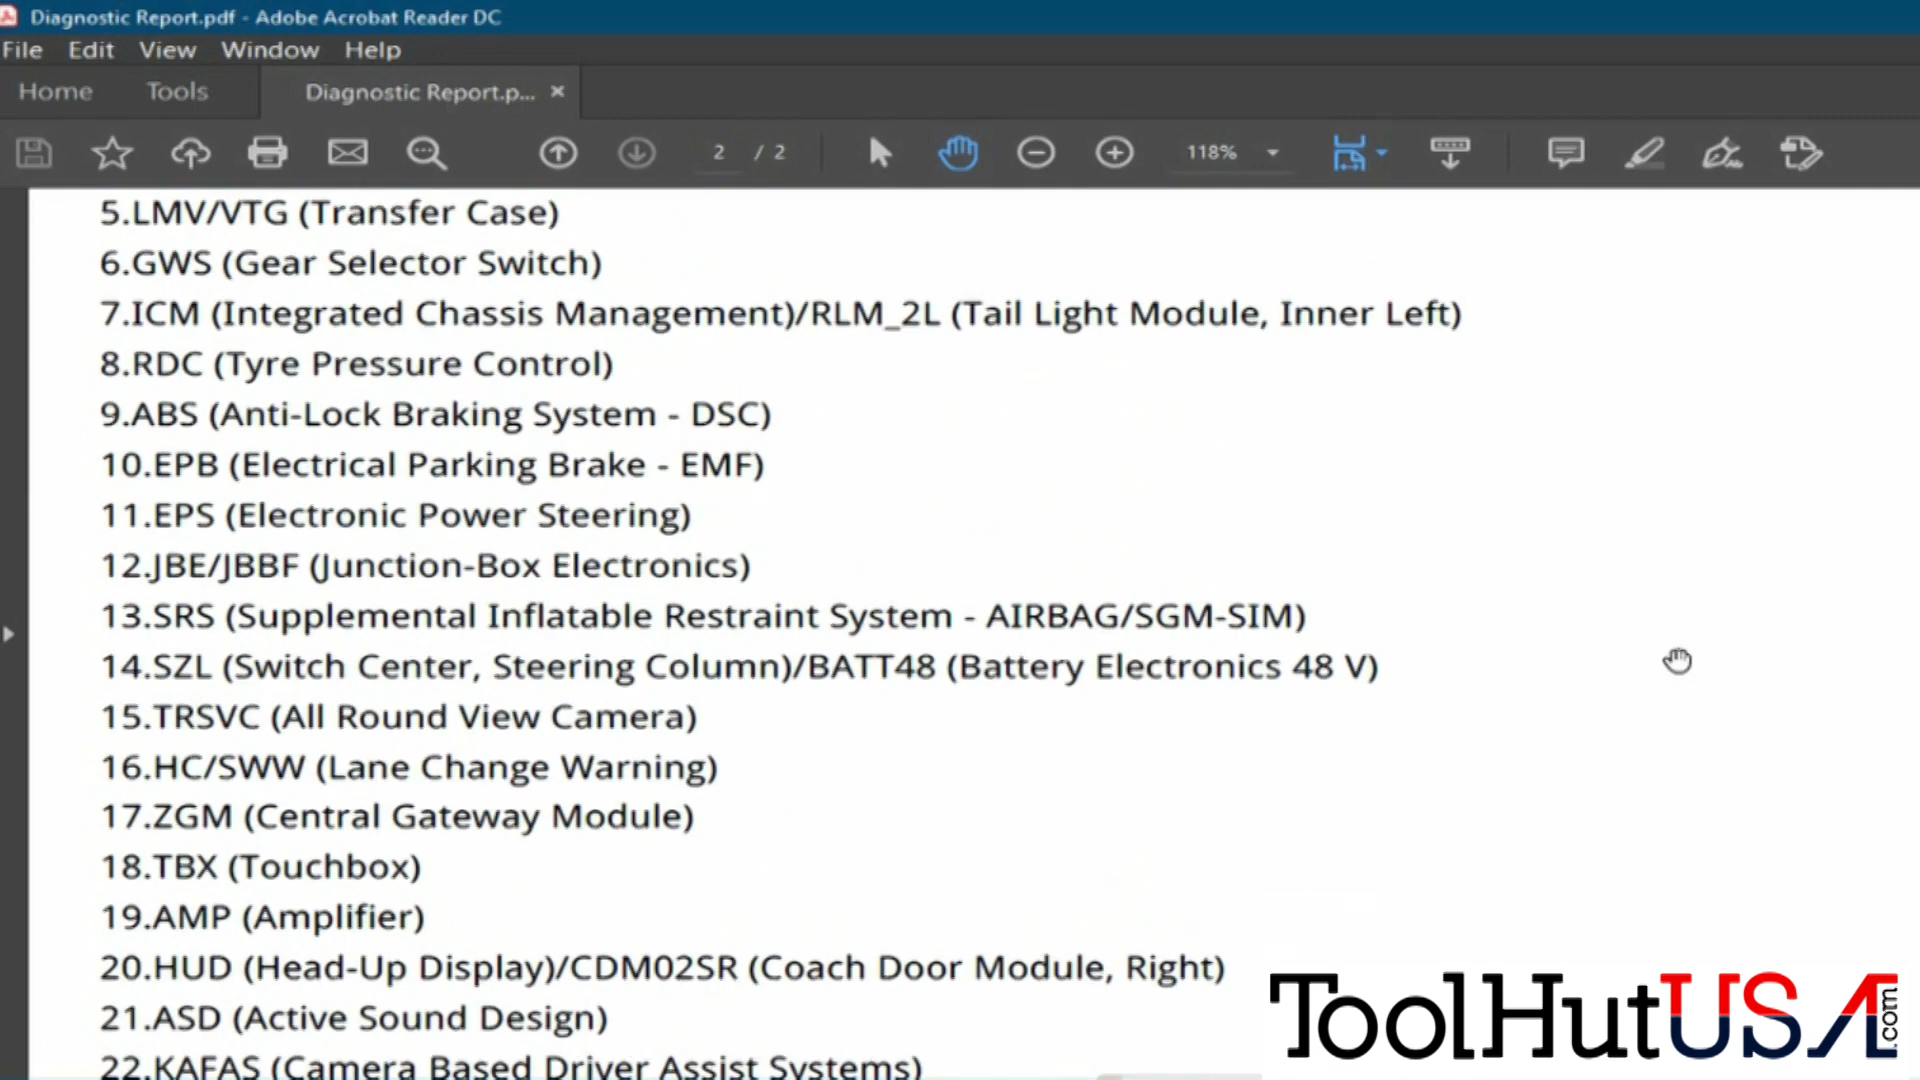 Diagnostic Report.pdf - Adobe Acrobat Reader DC
File Edit View Window Help
Home Tools Diagnostic Report.p... ×
2 / 2 118%
5.LMV/VTG (Transfer Case)
6.GWS (Gear Selector Switch)
7.ICM (Integrated Chassis Management)/RLM_2L (Tail Light Module, Inner Left)
8.RDC (Tyre Pressure Control)
9.ABS (Anti-Lock Braking System - DSC)
10.EPB (Electrical Parking Brake - EMF)
11.EPS (Electronic Power Steering)
12.JBE/JBBF (Junction-Box Electronics)
13.SRS (Supplemental Inflatable Restraint System - AIRBAG/SGM-SIM)
14.SZL (Switch Center, Steering Column)/BATT48 (Battery Electronics 48 V)
15.TRSVC (All Round View Camera)
16.HC/SWW (Lane Change Warning)
17.ZGM (Central Gateway Module)
18.TBX (Touchbox)
19.AMP (Amplifier)
20.HUD (Head-Up Display)/CDM02SR (Coach Door Module, Right)
21.ASD (Active Sound Design)
22.KAFAS (Camera Based Driver Assist Systems)
ToolHutUSA.com